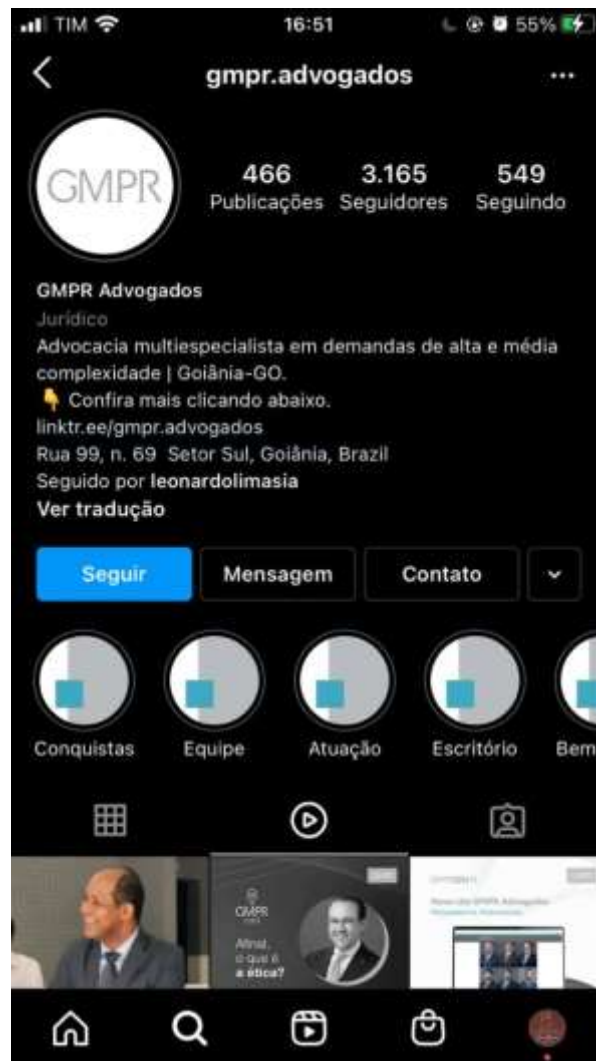 TIM 16:51 55%
gmpr.advogados
GMPR
466 3.165 549
Publicações Seguidores Seguindo
GMPR Advogados
Jurídico
Advocacia multiespecialista em demandas de alta e média
complexidade | Goiânia-GO.
👇 Confira mais clicando abaixo.
linktr.ee/gmpr.advogados
Rua 99, n. 69 Setor Sul, Goiânia, Brazil
Seguido por leonardolimasia
Ver tradução
Seguir Mensagem Contato
Conquistas Equipe Atuação Escritório Bem
GMPR
Afinal,
o que é
a ética?